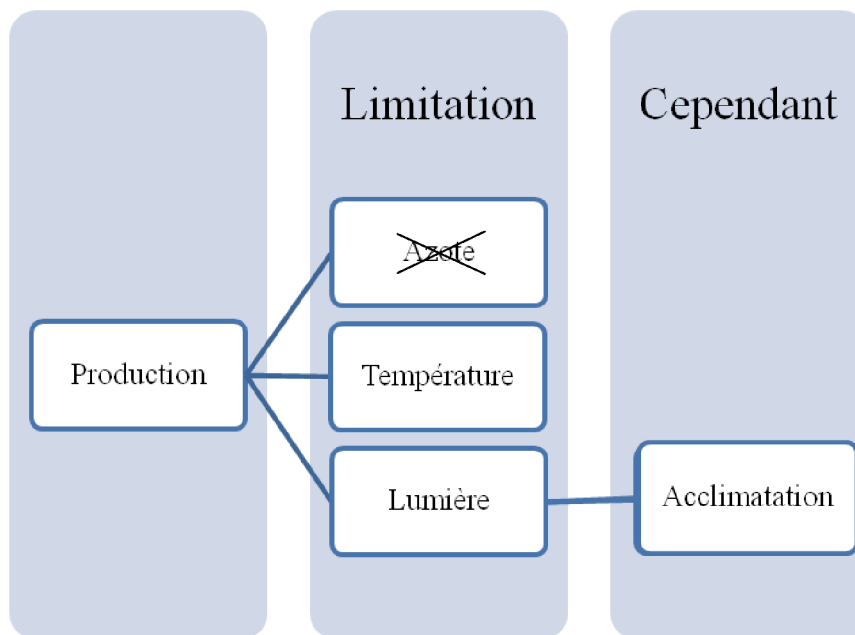 Limitation
Cependant
Azote
Production
Température
Lumière
Acclimatation